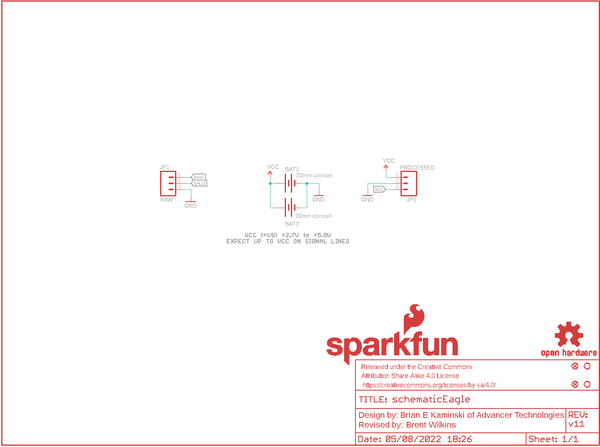 JP1
RAW
SHLD
RAW
GND
VCC
BAT1
20mm coincell
GND
20mm coincell
BAT2
VCC (+VS) +2.7V to +5.9V
EXPECT UP TO VCC ON SIGNAL LINES
VCC
PROCESSED
GND
JP2
sparkfun
open hardware
Released under the Creative Commons
Attribution Share-Alike 4.0 License
https://creativecommons.org/licenses/by-sa/4.0/
TITLE: schematicEagle
Design by: Brian E Kaminski of Advancer Technologies
Revised by: Brent Wilkins
REV:
v11
Date: 05/08/2022 18:26
Sheet: 1/1